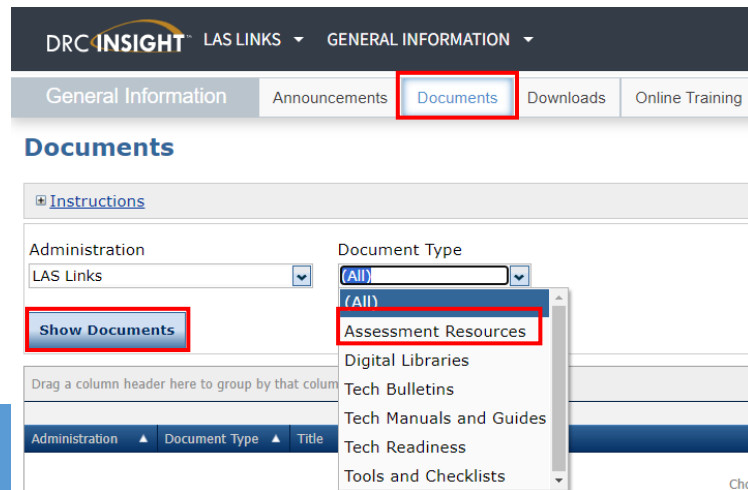 DRC INSIGHT™ LAS LINKS GENERAL INFORMATION
General Information Announcements Documents Downloads Online Training
Documents
Instructions
Administration Document Type
LAS Links (All)
(All)
Show Documents Assessment Resources
Digital Libraries
Drag a column header here to group by that colum Tech Bulletins
Tech Manuals and Guides
Administration Document Type Title Tech Readiness
Tools and Checklists